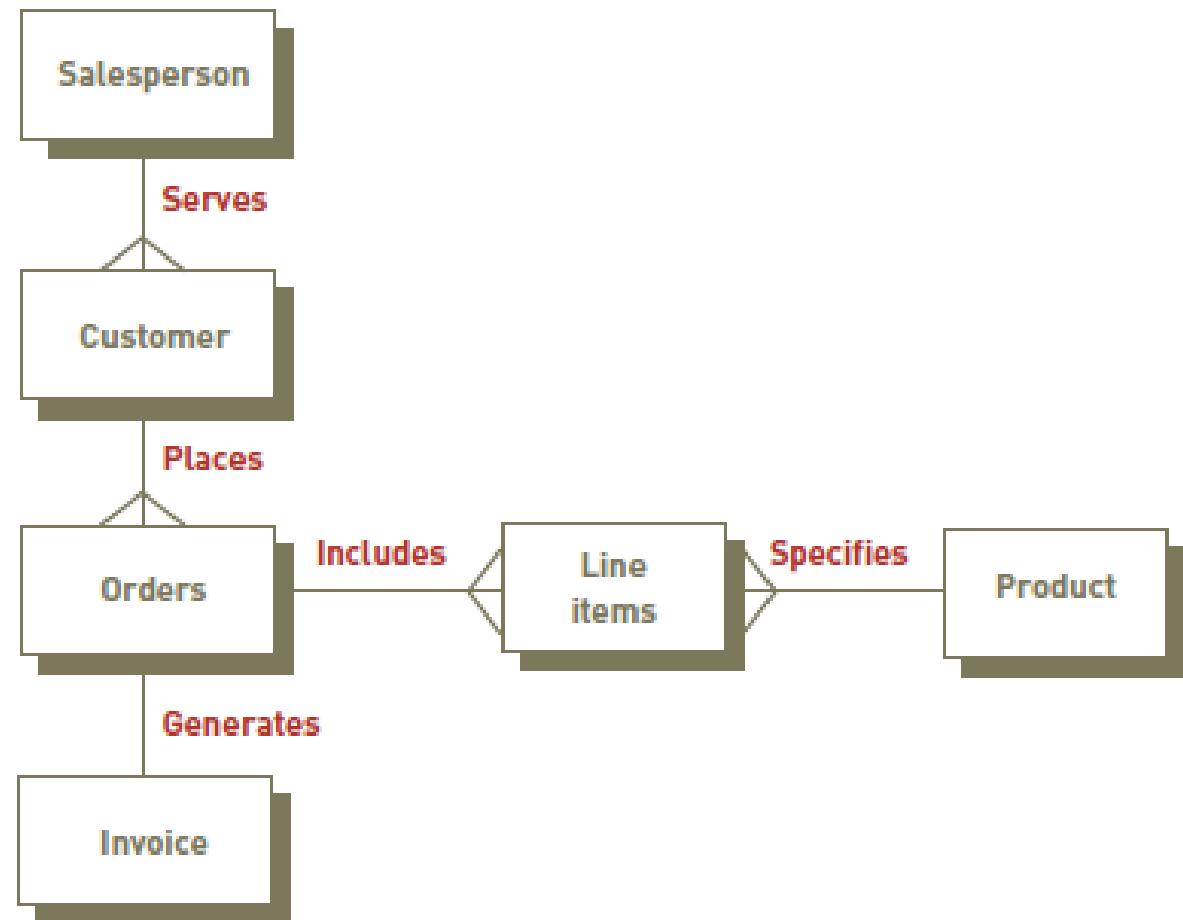 Salesperson
Serves
Customer
Places
Orders
Includes
Line
items
Specifies
Product
Generates
Invoice